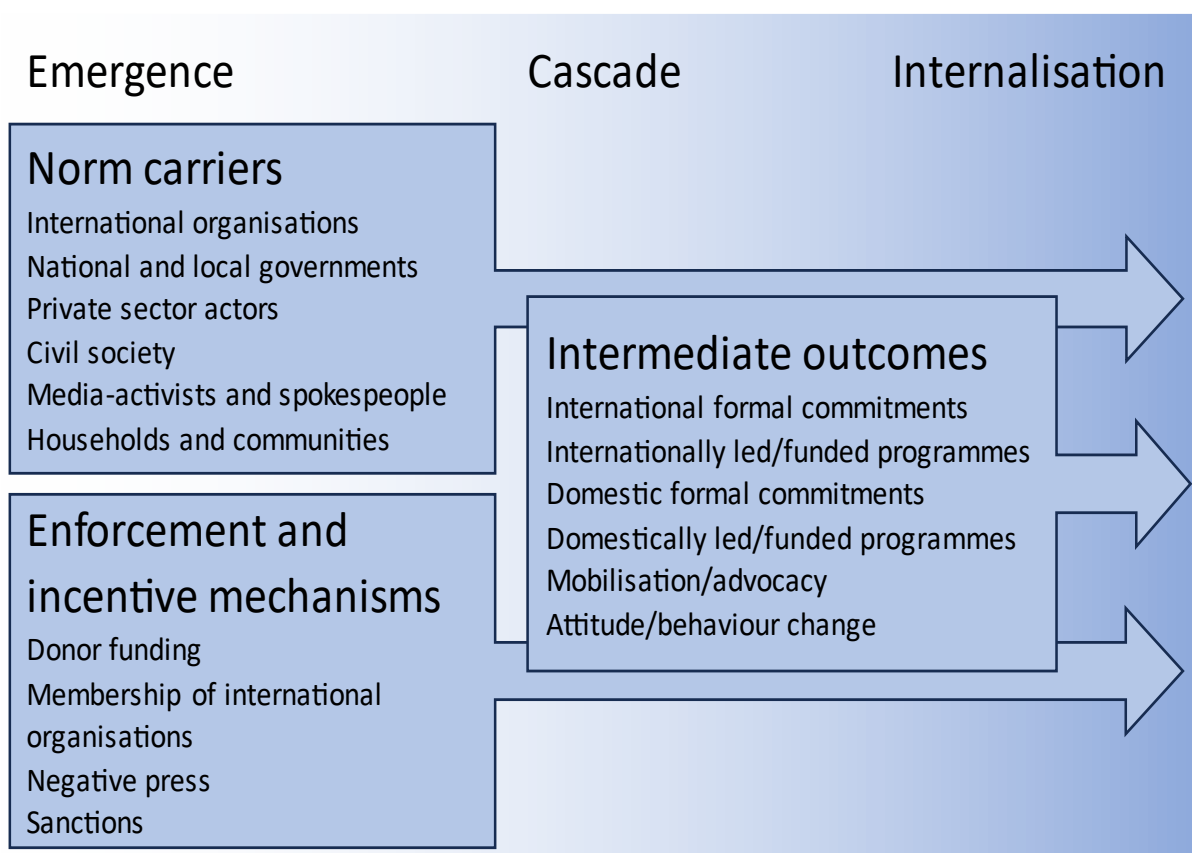 Emergence
Cascade
Internalisation
Norm carriers
International organisations
National and local governments
Private sector actors
Civil society
Media-activists and spokespeople
Households and communities
Intermediate outcomes
International formal commitments
Internationally led/funded programmes
Domestic formal commitments
Domestically led/funded programmes
Mobilisation/advocacy
Attitude/behaviour change
Enforcement and
incentive mechanisms
Donor funding
Membership of international
organisations
Negative press
Sanctions